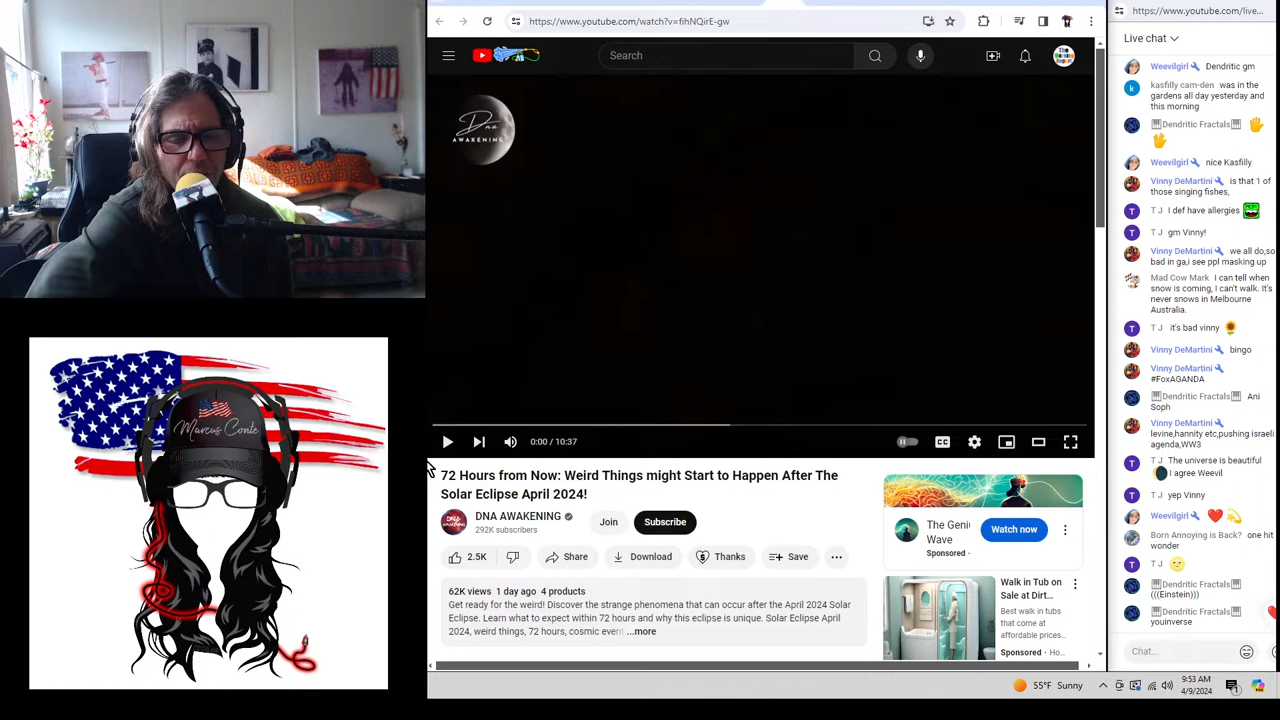 https://www.youtube.com/watch?v=fihNQirE-gw
https://www.youtube.com/live...
Search
Dna
AWAKENING
0:00 / 10:37
CC
72 Hours from Now: Weird Things might Start to Happen After The
Solar Eclipse April 2024!
DNA AWAKENING
292K subscribers
Join
Subscribe
2.5K
Share
Download
Thanks
Save
62K views 1 day ago 4 products
Get ready for the weird! Discover the strange phenomena that can occur after the April 2024 Solar
Eclipse. Learn what to expect within 72 hours and why this eclipse is unique. Solar Eclipse April
2024, weird things, 72 hours, cosmic event ...more
The Geni
Wave
Sponsored ·
Watch now
Walk in Tub on
Sale at Dirt...
Best walk in tubs
that come at
affordable prices...
Sponsored · Ho...
Marcus Conte
Live chat
Weevilgirl Dendritic gm
kasfilly cam-den was in the
gardens all day yesterday and
this morning
Dendritic Fractals
Weevilgirl nice Kasfilly
Vinny DeMartini is that 1 of
those singing fishes,
T J I def have allergies
T J gm Vinny!
Vinny DeMartini we all do,so
bad in ga,i see ppl masking up
Mad Cow Mark I can tell when
snow is coming, I can't walk. It's
never snows in Melbourne
Australia.
T J it's bad vinny
Vinny DeMartini bingo
Vinny DeMartini
#FoxAGANDA
Dendritic Fractals Ani
Soph
Vinny DeMartini
levine,hannity etc,pushing israeli
agenda,WW3
T J The universe is beautiful
I agree Weevil
T J yep Vinny
Weevilgirl
Born Annoying is Back? one hit
wonder
T J
Dendritic Fractals
(((Einstein)))
Dendritic Fractals
youinverse
Chat...
55°F Sunny
9:53 AM
4/9/2024